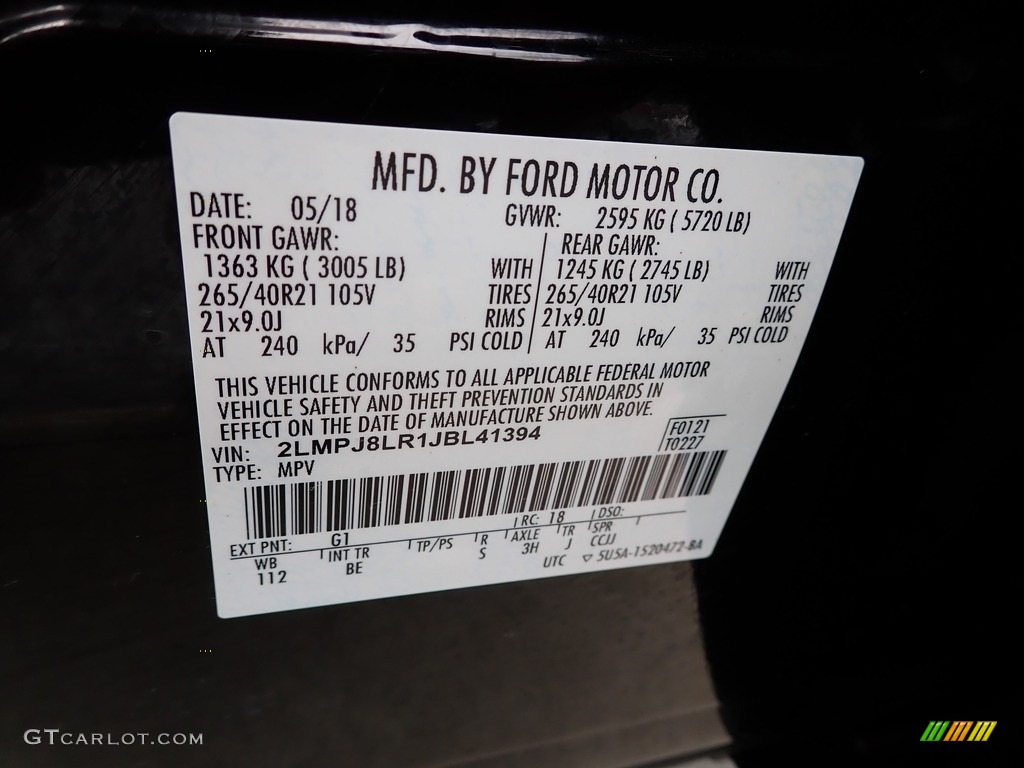 MFD. BY FORD MOTOR CO.
DATE: 05/18 GVWR: 2595 KG ( 5720 LB)
FRONT GAWR: REAR GAWR:
1363 KG ( 3005 LB) WITH 1245 KG ( 2745 LB) WITH
265/40R21 105V TIRES 265/40R21 105V TIRES
21x9.0J RIMS 21x9.0J RIMS
AT 240 kPa/ 35 PSI COLD AT 240 kPa/ 35 PSI COLD
THIS VEHICLE CONFORMS TO ALL APPLICABLE FEDERAL MOTOR
VEHICLE SAFETY AND THEFT PREVENTION STANDARDS IN
EFFECT ON THE DATE OF MANUFACTURE SHOWN ABOVE.
VIN: 2LMPJ8LR1JBL41394 F0121
TYPE: MPV T0227
EXT PNT: G1 RC: 18 DSO:
WB INT TR TP/PS R AXLE TR SPR
112 BE S 3H J CCJJ
UTC ▽ 5U5A-1520472-BA
GTCARLOT.COM